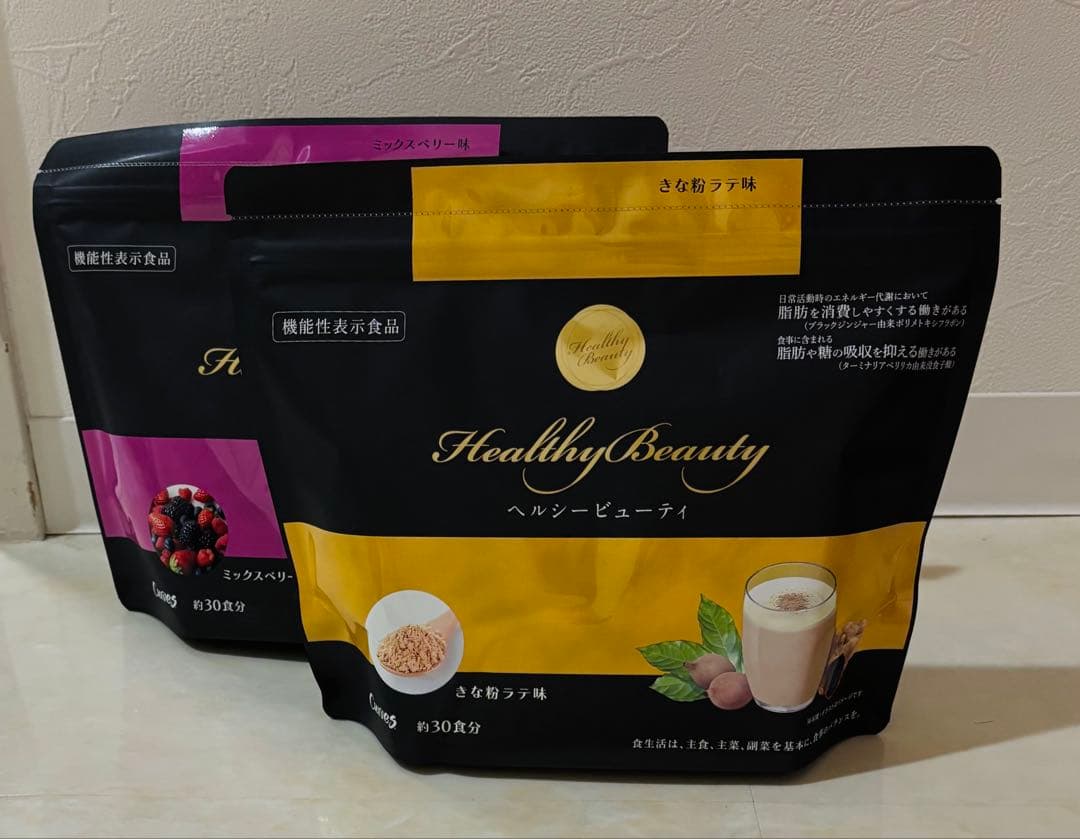 ミックスベリー味
機能性表示食品
H
ミックスベリー
Curves
約30食分
きな粉ラテ味
機能性表示食品
日常活動時のエネルギー代謝において
脂肪を消費しやすくする働きがある
(ブラックジンジャー由来ポリメトキシフラボン)
食事に含まれる
脂肪や糖の吸収を抑える働きがある
(ターミナリアベリリカ由来没食子酸)
Healthy
Beauty
Healthy Beauty
ヘルシービューティ
きな粉ラテ味
Curves
約30食分
食生活は、主食、主菜、副菜を基本に、食事のバランスを。